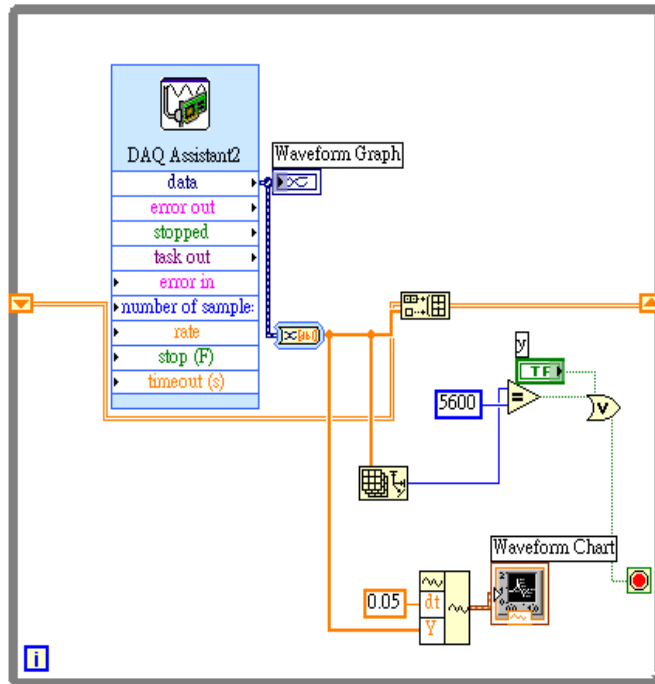 DAQ Assistant2
Waveform Graph
data
error out
stopped
task out
error in
number of sample:
rate
stop (F)
timeout (s)
y
TF
5600
=
V
Waveform Chart
0.05
dt
Y
i